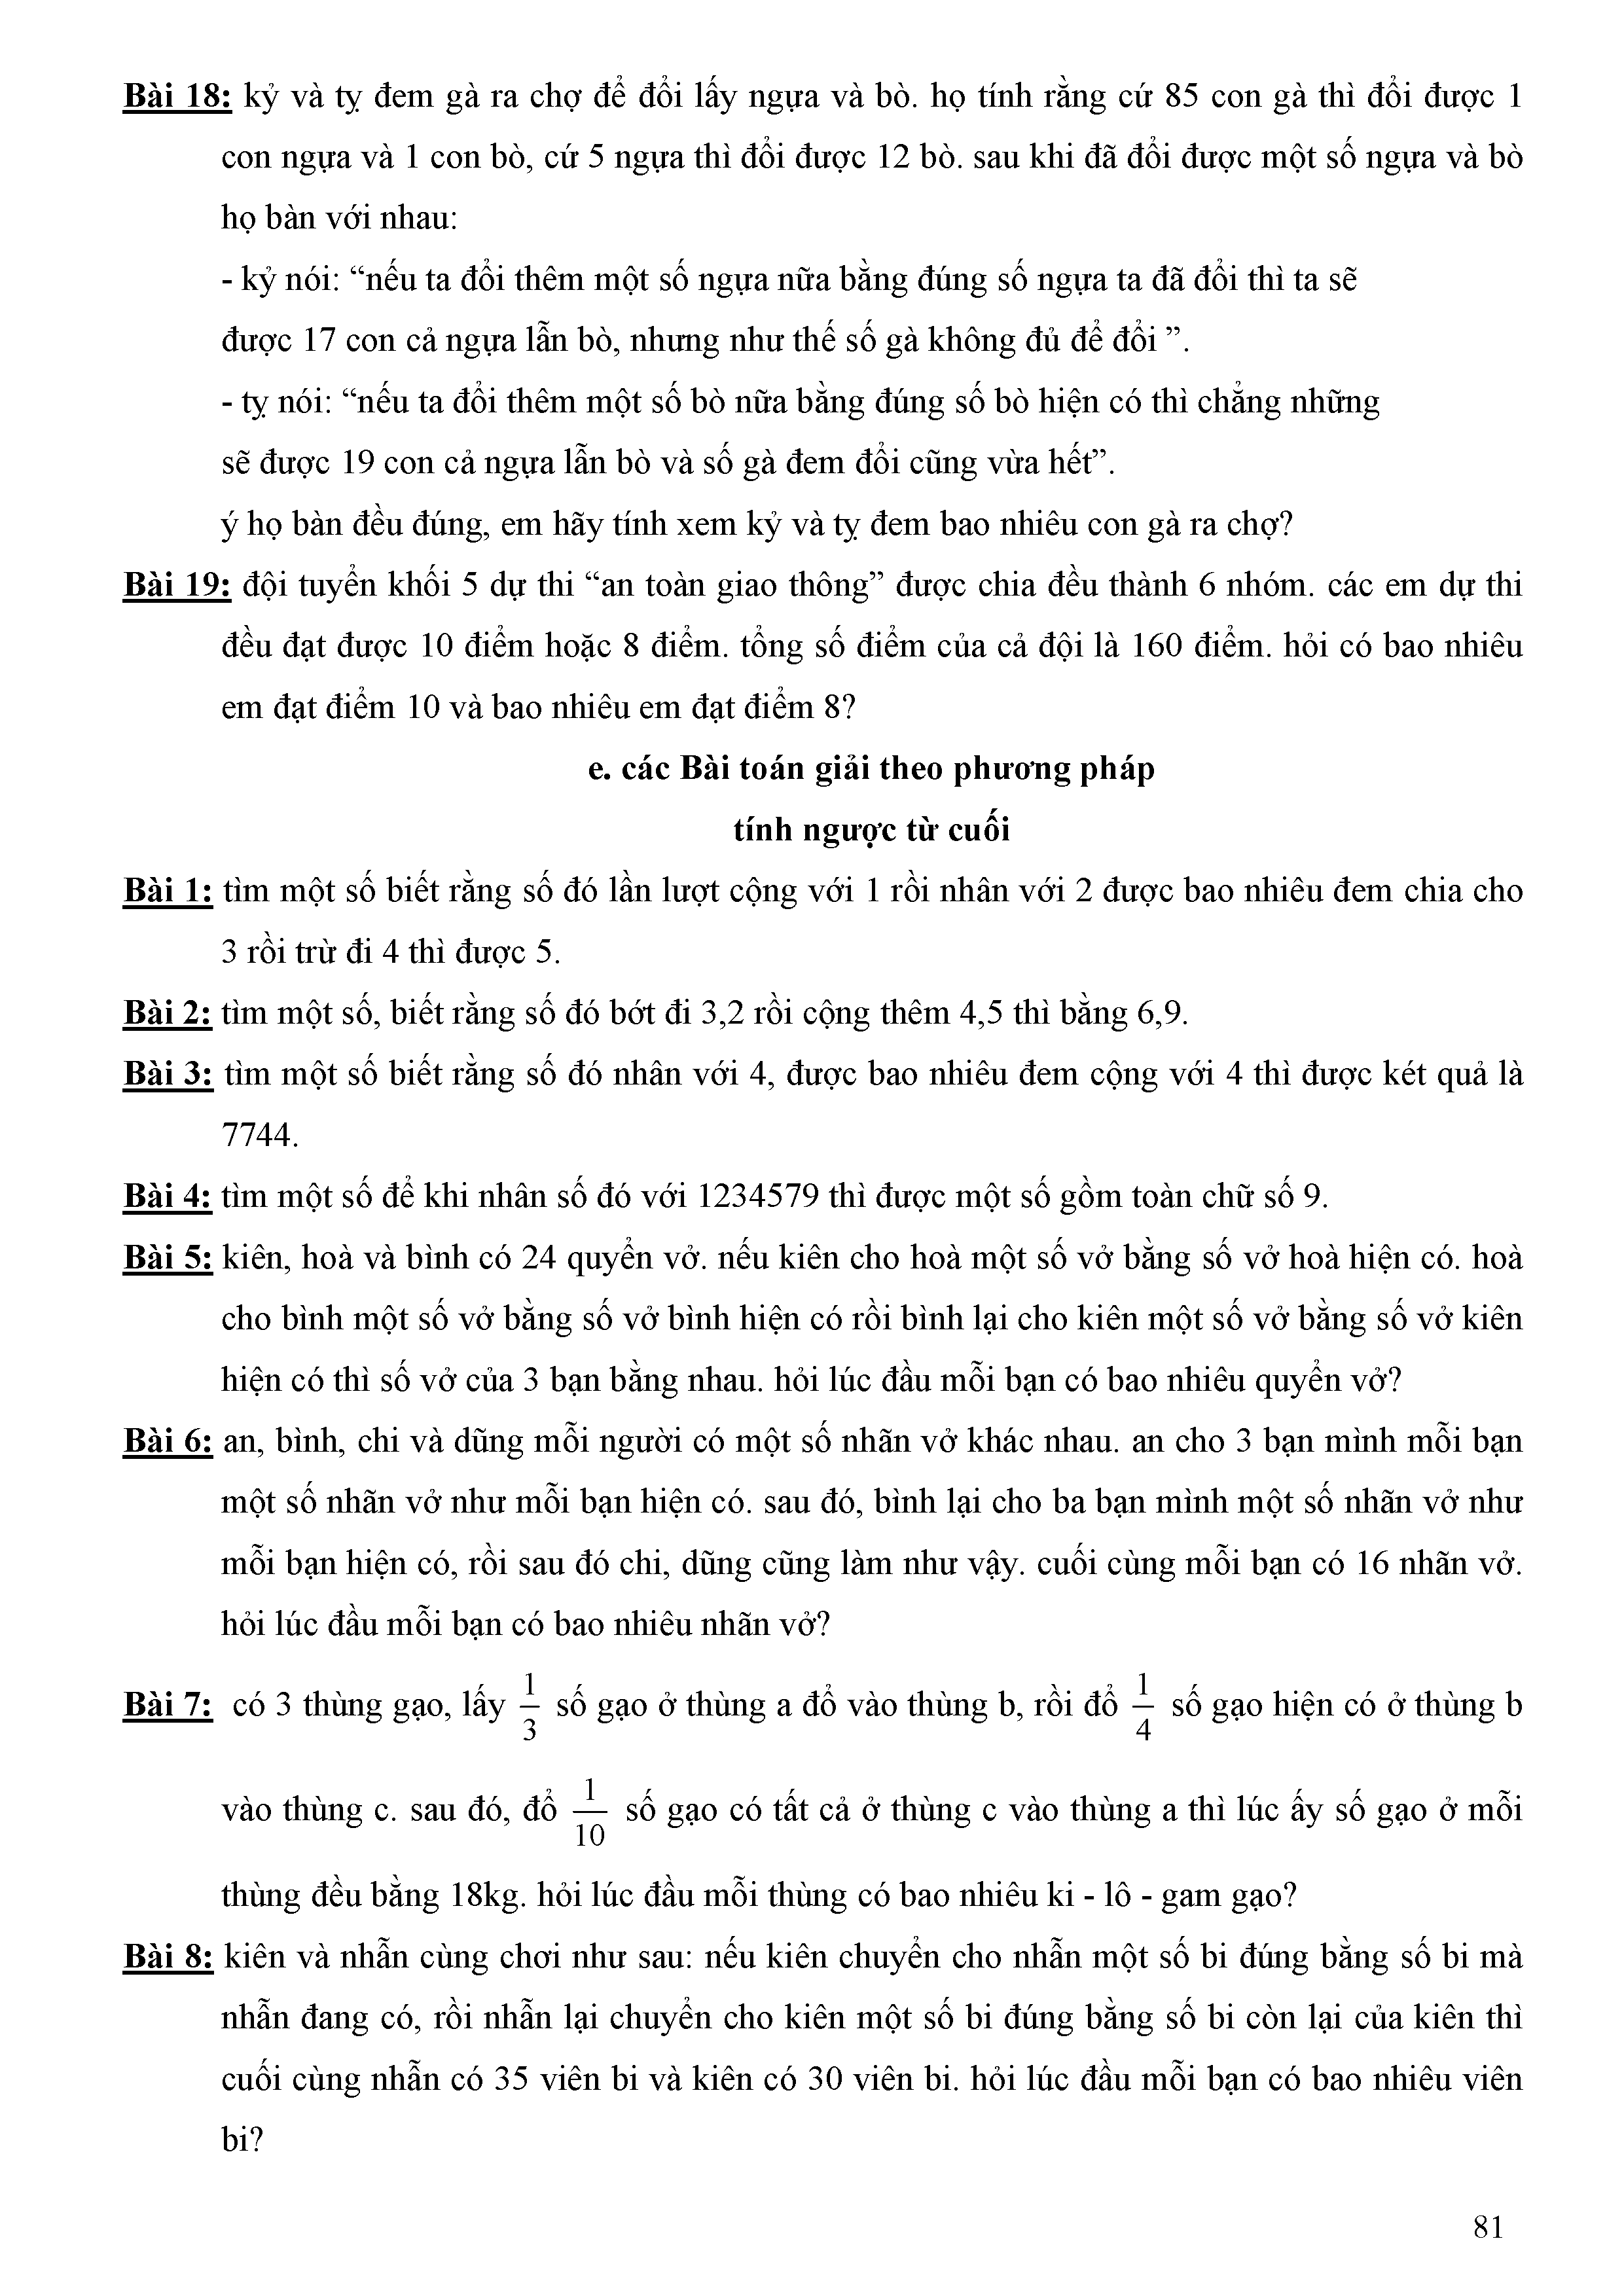 Bài 18: kỷ và tỵ đem gà ra chợ để đổi lấy ngựa và bò. họ tính rằng cứ 85 con gà thì đổi được 1
con ngựa và 1 con bò, cứ 5 ngựa thì đổi được 12 bò. sau khi đã đổi được một số ngựa và bò
họ bàn với nhau:
- kỷ nói: “nếu ta đổi thêm một số ngựa nữa bằng đúng số ngựa ta đã đổi thì ta sẽ
được 17 con cả ngựa lẫn bò, nhưng như thế số gà không đủ để đổi ”.
- tỵ nói: “nếu ta đổi thêm một số bò nữa bằng đúng số bò hiện có thì chẳng những
sẽ được 19 con cả ngựa lẫn bò và số gà đem đổi cũng vừa hết”.
ý họ bàn đều đúng, em hãy tính xem kỷ và tỵ đem bao nhiêu con gà ra chợ?
Bài 19: đội tuyển khối 5 dự thi “an toàn giao thông” được chia đều thành 6 nhóm. các em dự thi
đều đạt được 10 điểm hoặc 8 điểm. tổng số điểm của cả đội là 160 điểm. hỏi có bao nhiêu
em đạt điểm 10 và bao nhiêu em đạt điểm 8?
e. các Bài toán giải theo phương pháp
tính ngược từ cuối
Bài 1: tìm một số biết rằng số đó lần lượt cộng với 1 rồi nhân với 2 được bao nhiêu đem chia cho
3 rồi trừ đi 4 thì được 5.
Bài 2: tìm một số, biết rằng số đó bớt đi 3,2 rồi cộng thêm 4,5 thì bằng 6,9.
Bài 3: tìm một số biết rằng số đó nhân với 4, được bao nhiêu đem cộng với 4 thì được két quả là
7744.
Bài 4: tìm một số để khi nhân số đó với 1234579 thì được một số gồm toàn chữ số 9.
Bài 5: kiên, hoà và bình có 24 quyển vở. nếu kiên cho hoà một số vở bằng số vở hoà hiện có. hoà
cho bình một số vở bằng số vở bình hiện có rồi bình lại cho kiên một số vở bằng số vở kiên
hiện có thì số vở của 3 bạn bằng nhau. hỏi lúc đầu mỗi bạn có bao nhiêu quyển vở?
Bài 6: an, bình, chi và dũng mỗi người có một số nhãn vở khác nhau. an cho 3 bạn mình mỗi bạn
một số nhãn vở như mỗi bạn hiện có. sau đó, bình lại cho ba bạn mình một số nhãn vở như
mỗi bạn hiện có, rồi sau đó chi, dũng cũng làm như vậy. cuối cùng mỗi bạn có 16 nhãn vở.
hỏi lúc đầu mỗi bạn có bao nhiêu nhãn vở?
Bài 7: có 3 thùng gạo, lấy 1/3 số gạo ở thùng a đổ vào thùng b, rồi đổ 1/4 số gạo hiện có ở thùng b
vào thùng c. sau đó, đổ 1/10 số gạo có tất cả ở thùng c vào thùng a thì lúc ấy số gạo ở mỗi
thùng đều bằng 18kg. hỏi lúc đầu mỗi thùng có bao nhiêu ki - lô - gam gạo?
Bài 8: kiên và nhẫn cùng chơi như sau: nếu kiên chuyển cho nhẫn một số bi đúng bằng số bi mà
nhẫn đang có, rồi nhẫn lại chuyển cho kiên một số bi đúng bằng số bi còn lại của kiên thì
cuối cùng nhẫn có 35 viên bi và kiên có 30 viên bi. hỏi lúc đầu mỗi bạn có bao nhiêu viên
bi?
81